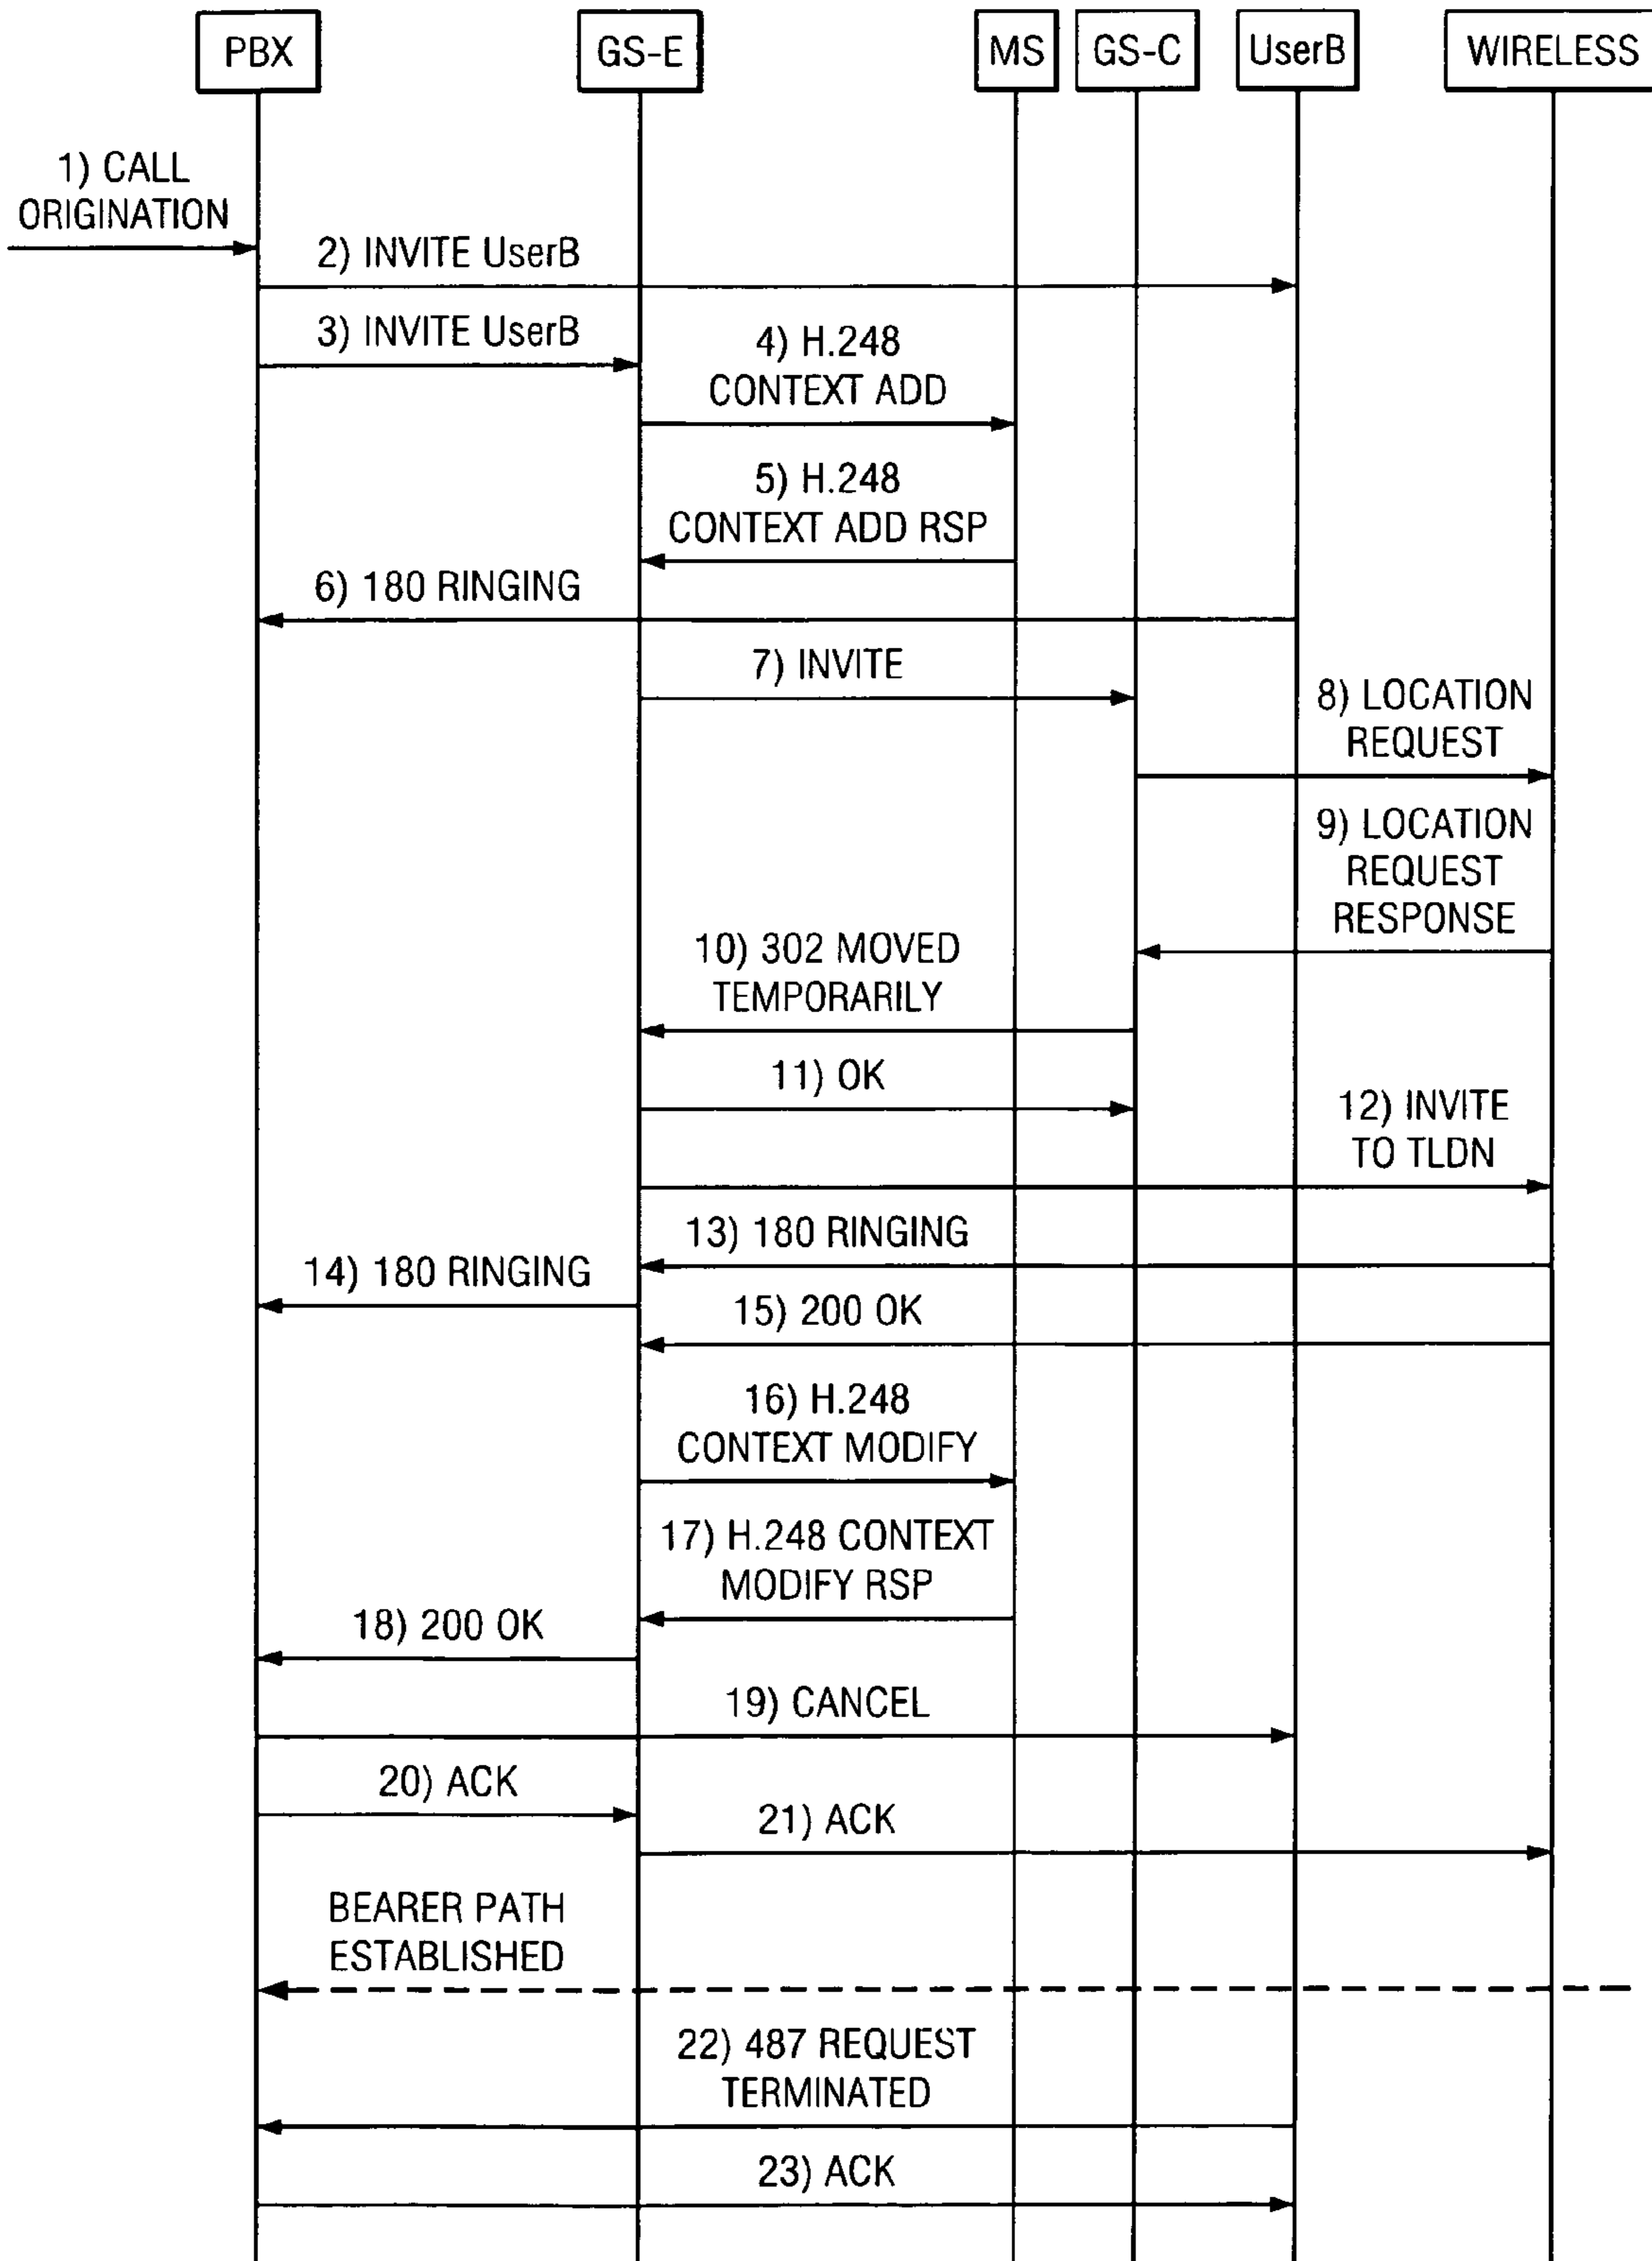 PBX
GS-E
MS
GS-C
UserB
WIRELESS
1) CALL
ORIGINATION
2) INVITE UserB
3) INVITE UserB
4) H.248
CONTEXT ADD
5) H.248
CONTEXT ADD RSP
6) 180 RINGING
7) INVITE
8) LOCATION
REQUEST
9) LOCATION
REQUEST
RESPONSE
10) 302 MOVED
TEMPORARILY
11) OK
12) INVITE
TO TLDN
13) 180 RINGING
14) 180 RINGING
15) 200 OK
16) H.248
CONTEXT MODIFY
17) H.248 CONTEXT
MODIFY RSP
18) 200 OK
19) CANCEL
20) ACK
21) ACK
BEARER PATH
ESTABLISHED
22) 487 REQUEST
TERMINATED
23) ACK